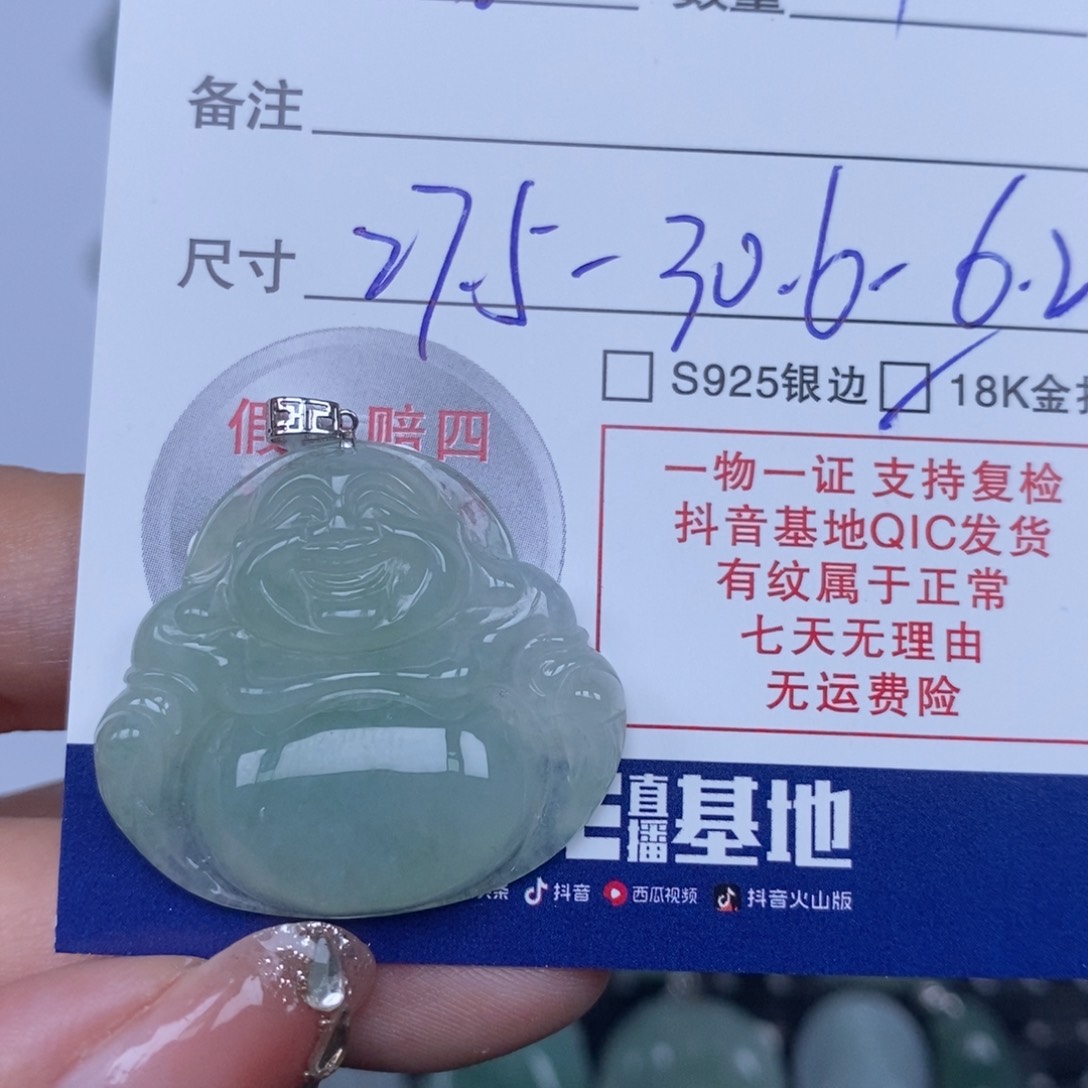 数量
备注
尺寸 27.5-30.6-6.2
S925银边 18K金
假 赔四
一物一证 支持复检
抖音基地QIC发货
有纹属于正常
七天无理由
无运费险
直播基地
抖音 西瓜视频 抖音火山版